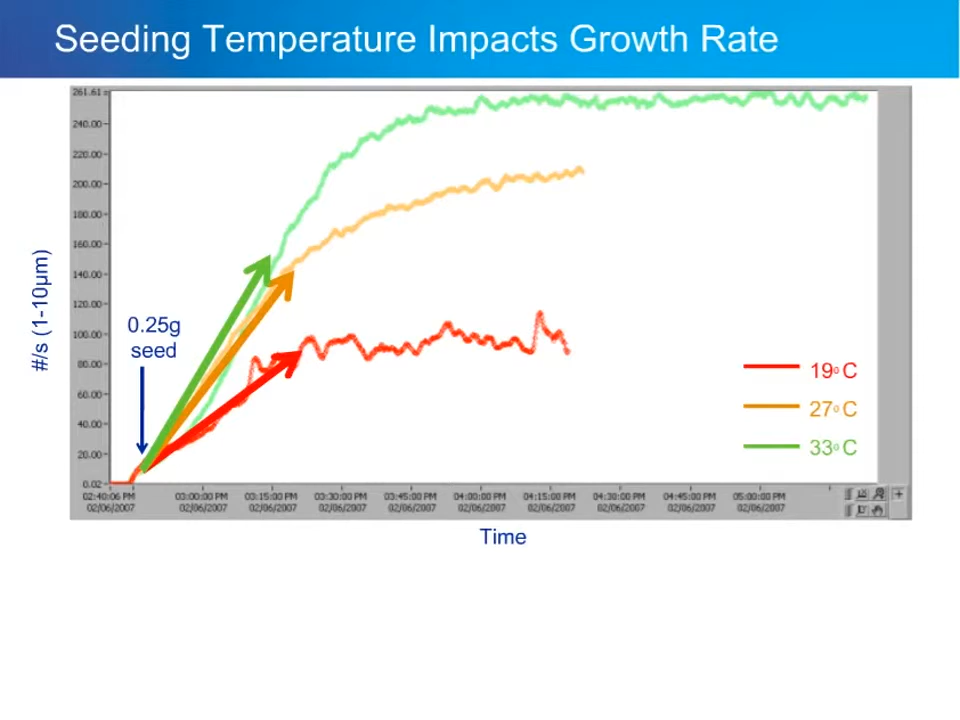 Seeding Temperature Impacts Growth Rate
261.61
240.00
220.00
200.00
180.00
160.00
140.00
120.00
100.00
80.00
60.00
40.00
20.00
0.02
#/s (1-10µm)
0.25g
seed
19° C
27° C
33° C
02:40:06 PM 03:00:00 PM 03:15:00 PM 03:30:00 PM 03:45:00 PM 04:00:00 PM 04:15:00 PM 04:30:00 PM 04:45:00 PM 05:00:00 PM
02/06/2007 02/06/2007 02/06/2007 02/06/2007 02/06/2007 02/06/2007 02/06/2007 02/06/2007 02/06/2007 02/06/2007
Time